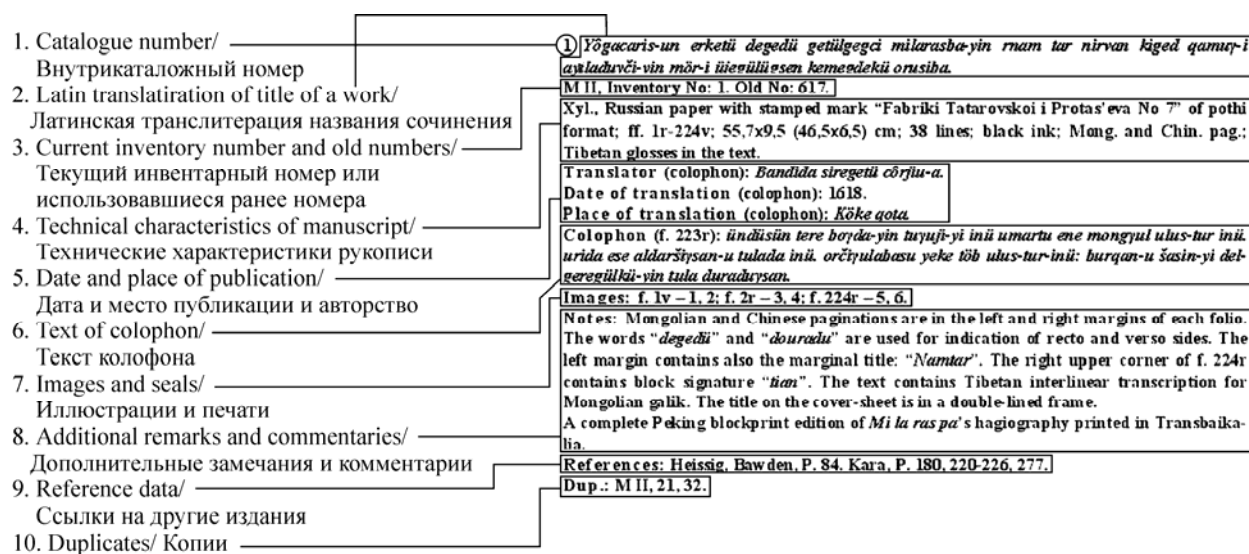 1. Catalogue number/
Внутрикаталожный номер
2. Latin translatiration of title of a work/
Латинская транслитерация названия сочинения
3. Current inventory number and old numbers/
Текущий инвентарный номер или
использовавшиеся ранее номера
4. Technical characteristics of manuscript/
Технические характеристики рукописи
5. Date and place of publication/
Дата и место публикации и авторство
6. Text of colophon/
Текст колофона
7. Images and seals/
Иллюстрации и печати
8. Additional remarks and commentaries/
Дополнительные замечания и комментарии
9. Reference data/
Ссылки на другие издания
10. Duplicates/ Копии
1 Yôgacaris-un erketü degedü getülgegci milarasba-yin rnam tar nirvan kiged qamuγ-i
ayiladuγči-yin mör-i üiegülügsen kemegdekü orusiba.
M II, Inventory No: 1. Old No: 617.
Xyl., Russian paper with stamped mark “Fabriki Tatarovskoi i Protas'eva No 7” of pothi
format; ff. 1r-224v; 55,7x9,5 (46,5x6,5) cm; 38 lines; black ink; Mong. and Chin. pag.;
Tibetan glosses in the text.
Translator (colophon): Bandida siregetü côrjiu-a.
Date of translation (colophon): 1618.
Place of translation (colophon): Köke qota.
Colophon (f. 223r): ündüsün tere boγda-yin tuγuji-yi inü umartu ene mongγul ulus-tur inü.
urida ese aldaršiγsan-u tulada inü. orčiγulabasu yeke töb ulus-tur-inü: burqan-u šasin-yi del-
geregülkü-yin tula duraduγsan.
Images: f. 1v – 1, 2; f. 2r – 3, 4; f. 224r – 5, 6.
Notes: Mongolian and Chinese paginations are in the left and right margins of each folio.
The words “degedü” and “douradu” are used for indication of recto and verso sides. The
left margin contains also the marginal title: “Namtar”. The right upper corner of f. 224r
contains block signature “tian”. The text contains Tibetan interlinear transcription for
Mongolian galik. The title on the cover-sheet is in a double-lined frame.
A complete Peking blockprint edition of Mi la ras pa's hagiography printed in Transbaika-
lia.
References: Heissig, Bawden, P. 84. Kara, P. 180, 220-226, 277.
Dup.: M II, 21, 32.